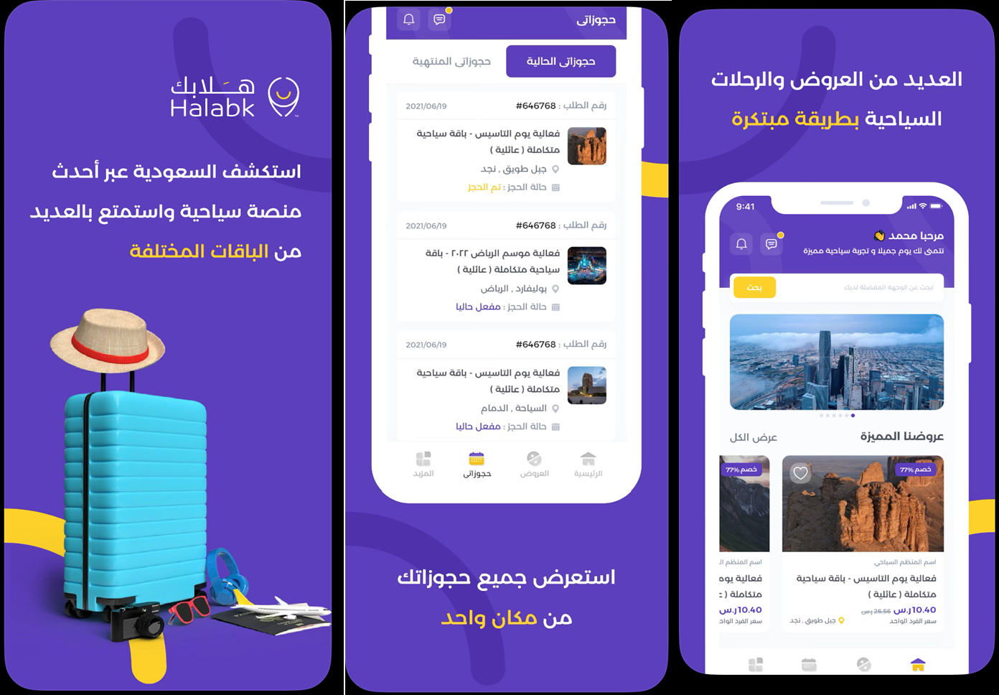 هَلابك
Halabk
™
استكشف السعودية عبر أحدث
منصة سياحية واستمتع بالعديد
من الباقات المختلفة
حجوزاتى
حجوزاتى الحالية
حجوزاتى المنتهية
رقم الطلب : #646768
2021/06/19
فعالية يوم التاسيس - باقة سياحية
متكاملة ( عائلية )
جبل طويق , نجد
حالة الحجز : تم الحجز
رقم الطلب : #646768
2021/06/19
فعالية موسم الرياض ٢٠٢٢ - باقة
سياحية متكاملة ( عائلية )
بوليفارد , الرياض
حالة الحجز : مفعل حاليا
رقم الطلب : #646768
2021/06/19
فعالية يوم التاسيس - باقة سياحية
متكاملة ( عائلية )
السياحة , الدمام
حالة الحجز : مفعل حاليا
الرئيسية
العروض
حجوزاتى
المزيد
استعرض جميع حجوزاتك
من مكان واحد
العديد من العروض والرحلات
السياحية بطريقة مبتكرة
9:41
مرحبا محمد 👋
نتمنى لك يوم جميلا و تجربة سياحية مميزة
ابحث عن الوجهة المفضلة لديك
بحث
عروضنا المميزة
عرض الكل
خصم 77%
خصم 77%
اسم المنظم السياحي
فعالية يوم التاسيس - باقة سياحية
متكاملة ( عائلية )
10.40ر.س 26.56 ر.س
سعر الفرد الواحد
جبل طويق , نجد
اسم المنظم ال
فعالية يوم
متكاملة ( ع
10.40ر.س
سعر الفرد الواح